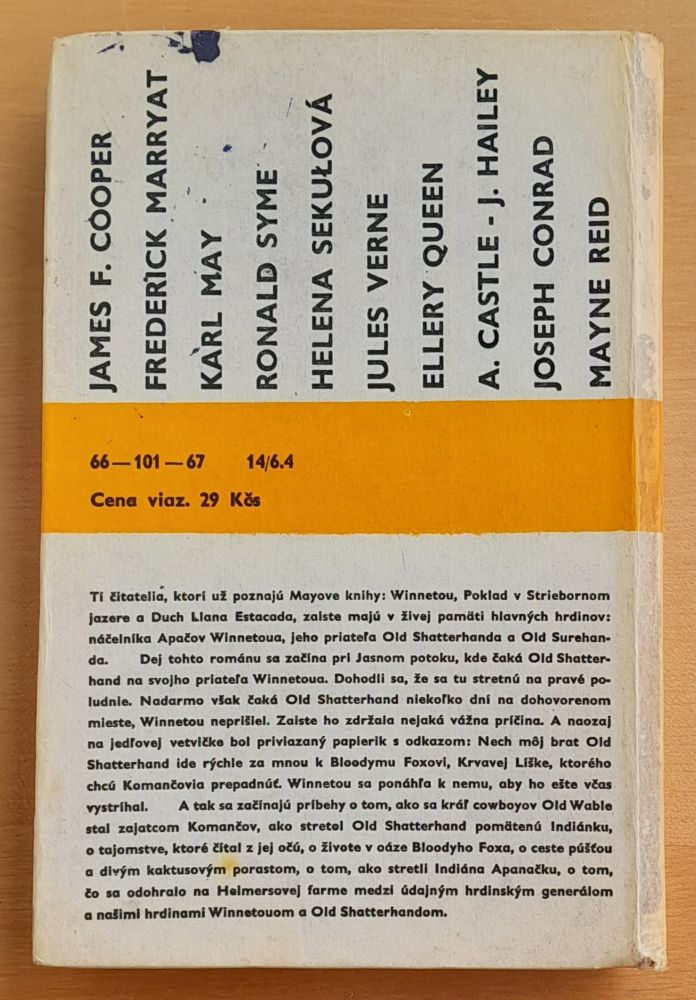 JAMES F. COOPER
FREDERICK MARRYAT
KARL MAY
RONALD SYME
HELENA SEKUŁOVÁ
JULES VERNE
ELLERY QUEEN
A. CASTLE - J. HAILEY
JOSEPH CONRAD
MAYNE REID
66 — 101 — 67 14/6.4
Cena viaz. 29 Kčs
Tí čitatelia, ktorí už poznajú Mayove knihy: Winnetou, Poklad v Striebornom
jazere a Duch Llana Estacada, zaiste majú v živej pamäti hlavných hrdinov:
náčelníka Apačov Winnetoua, jeho priateľa Old Shatterhanda a Old Surehan-
da. Dej tohto románu sa začína pri Jasnom potoku, kde čaká Old Shatter-
hand na svojho priateľa Winnetoua. Dohodli sa, že sa tu stretnú na pravé po-
ludnie. Nadarmo však čaká Old Shatterhand niekoľko dní na dohovorenom
mieste, Winnetou neprišiel. Zaiste ho zdržala nejaká vážna príčina. A naozaj
na jedľovej vetvičke bol priviazaný papierik s odkazom: Nech môj brat Old
Shatterhand ide rýchle za mnou k Bloodymu Foxovi, Krvavej Líške, ktorého
chcú Komančovia prepadnúť. Winnetou sa ponáhľa k nemu, aby ho ešte včas
vystríhal. A tak sa začínajú príbehy o tom, ako sa kráľ cowboyov Old Wable
stal zajatcom Komančov, ako stretol Old Shatterhand pomätenú Indiánku,
o tajomstve, ktoré čítal z jej očú, o živote v oáze Bloodyho Foxa, o ceste púšťou
a divým kaktusovým porastom, o tom, ako stretli Indiána Apanačku, o tom,
čo sa odohralo na Helmersovej farme medzi údajným hrdinským generálom
a našimi hrdinami Winnetouom a Old Shatterhandom.